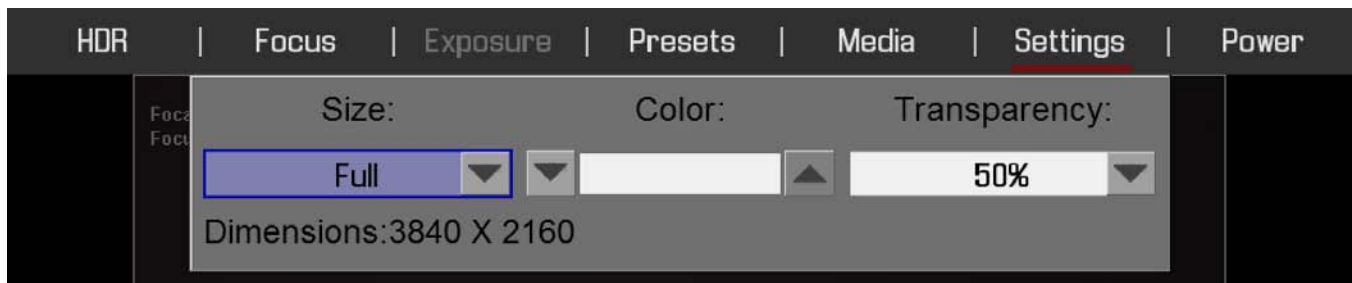 HDR | Focus | Exposure | Presets | Media | Settings | Power
Size: Color: Transparency:
Full 50%
Dimensions:3840 X 2160